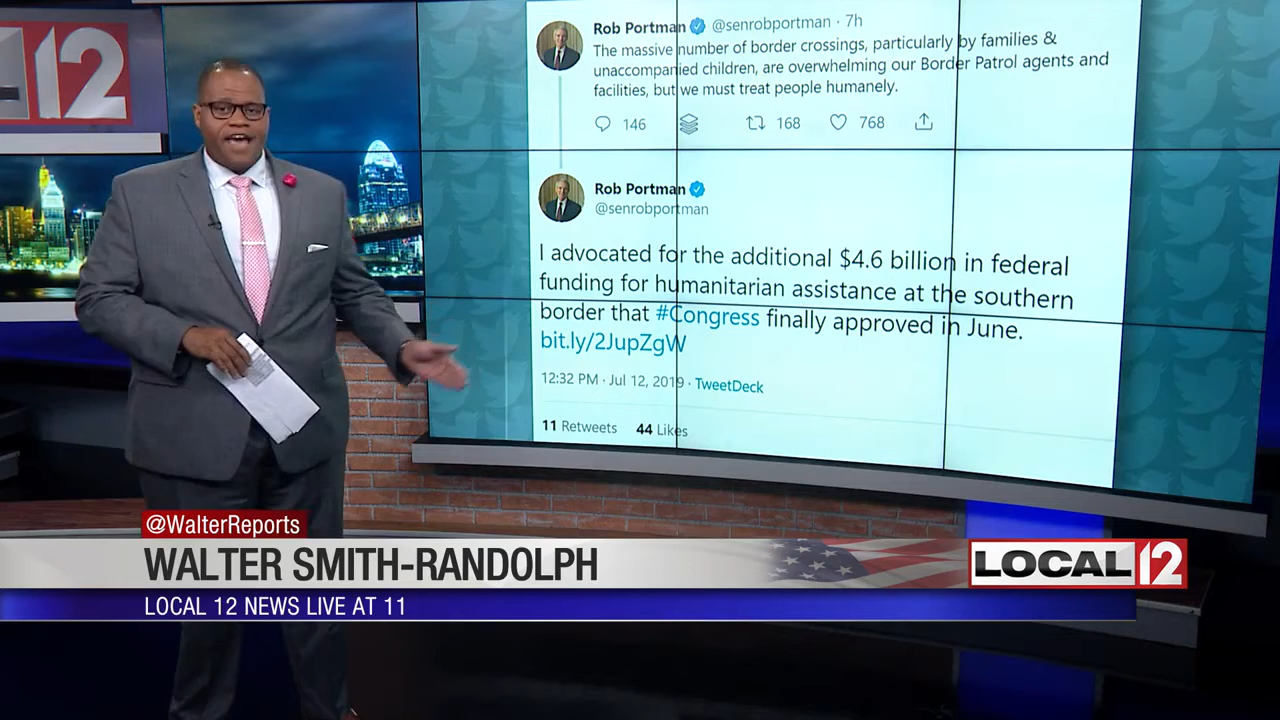 12
Rob Portman @senrobportman · 7h
The massive number of border crossings, particularly by families &
unaccompanied children, are overwhelming our Border Patrol agents and
facilities, but we must treat people humanely.
146 168 768
Rob Portman
@senrobportman
I advocated for the additional $4.6 billion in federal
funding for humanitarian assistance at the southern
border that #Congress finally approved in June.
bit.ly/2JupZgW
12:32 PM · Jul 12, 2019 · TweetDeck
11 Retweets 44 Likes
@WalterReports
WALTER SMITH-RANDOLPH
LOCAL 12
LOCAL 12 NEWS LIVE AT 11